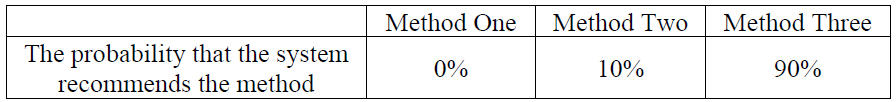 Method One Method Two Method Three
The probability that the system
recommends the method
0% 10% 90%